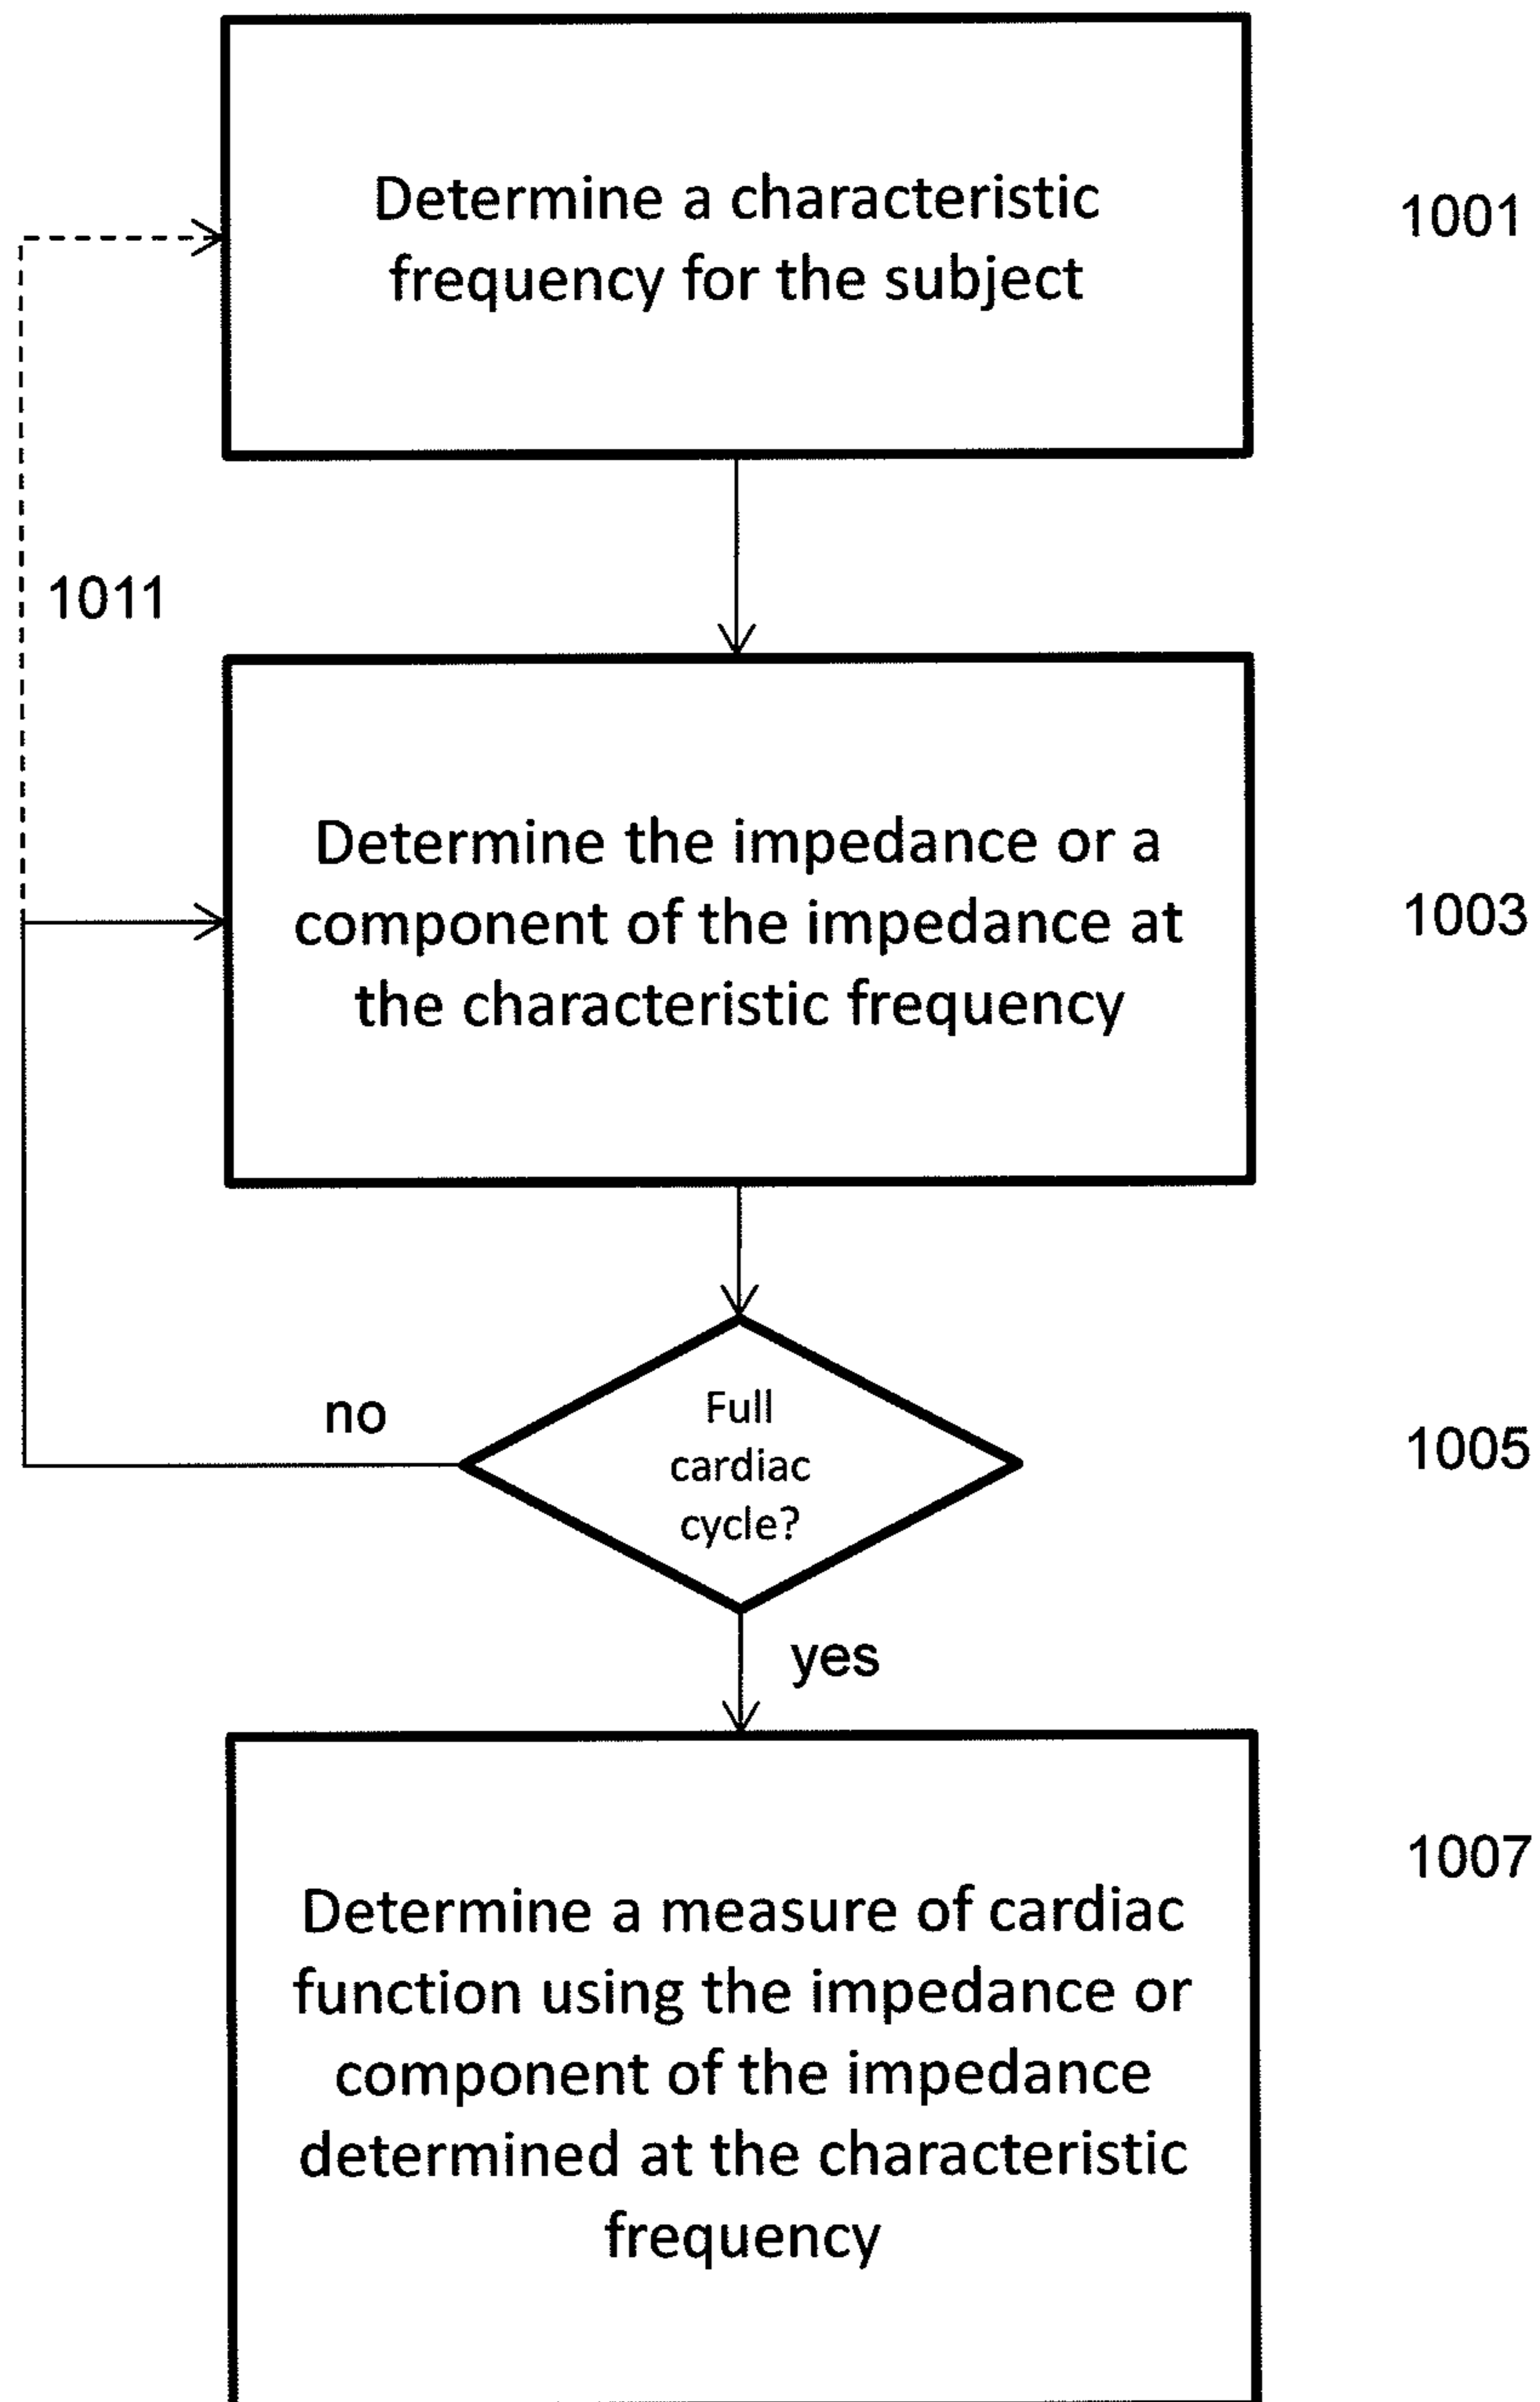 Determine a characteristic
frequency for the subject
1001
1011
Determine the impedance or a
component of the impedance at
the characteristic frequency
1003
Full
cardiac
cycle?
no
1005
yes
1007
Determine a measure of cardiac
function using the impedance or
component of the impedance
determined at the characteristic
frequency